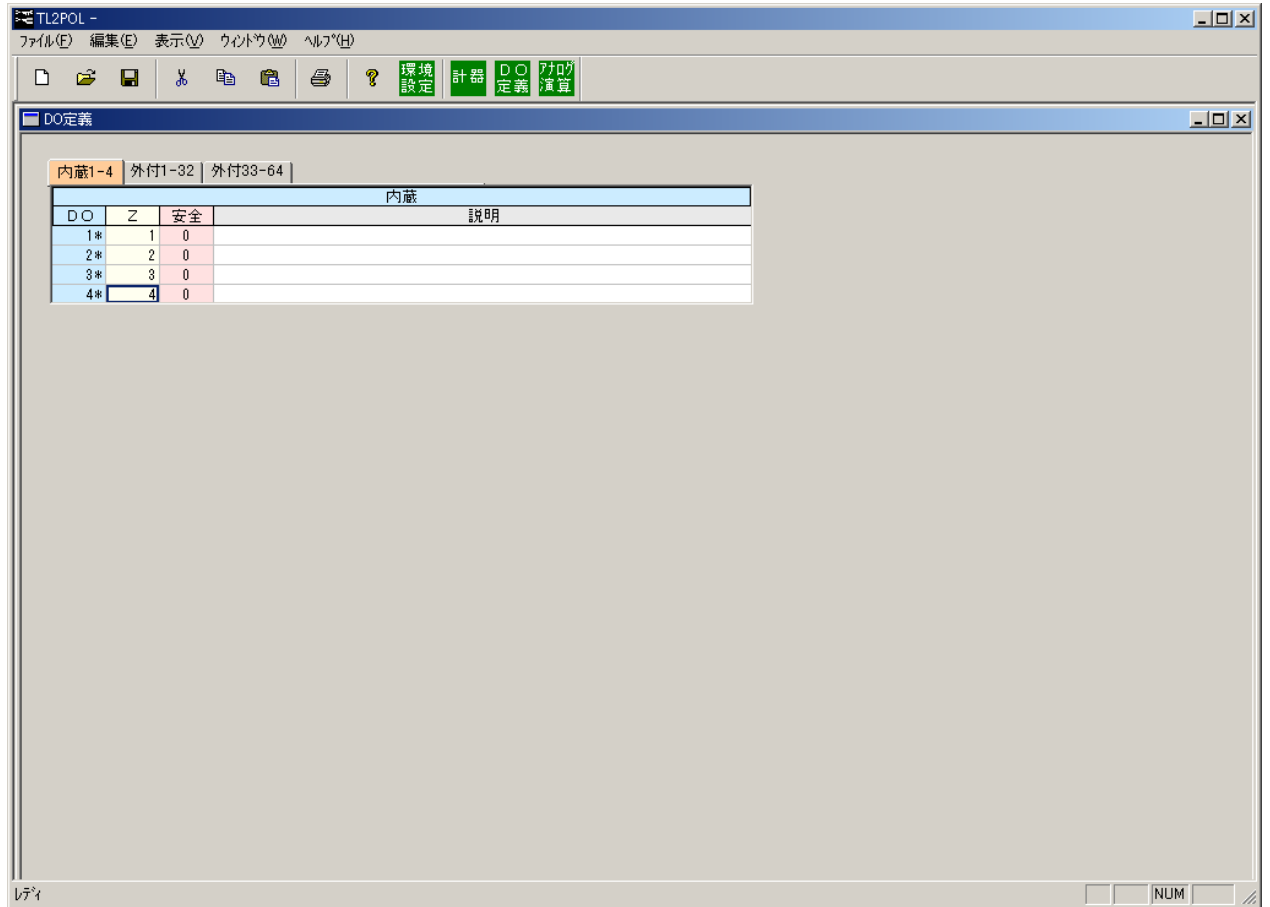 TL2POL -
ﾌｧｲﾙ(F) 編集(E) 表示(V) ｳｨﾝﾄﾞｳ(W) ﾍﾙﾌﾟ(H)
環境設定 計器 ＤＯ定義 ｱﾅﾛｸﾞ演算
DO定義
内蔵1-4 外付1-32 外付33-64
内蔵
ＤＯ Ｚ 安全 説明
1* 1 0
2* 2 0
3* 3 0
4* 4 0
ﾚﾃﾞｨ NUM